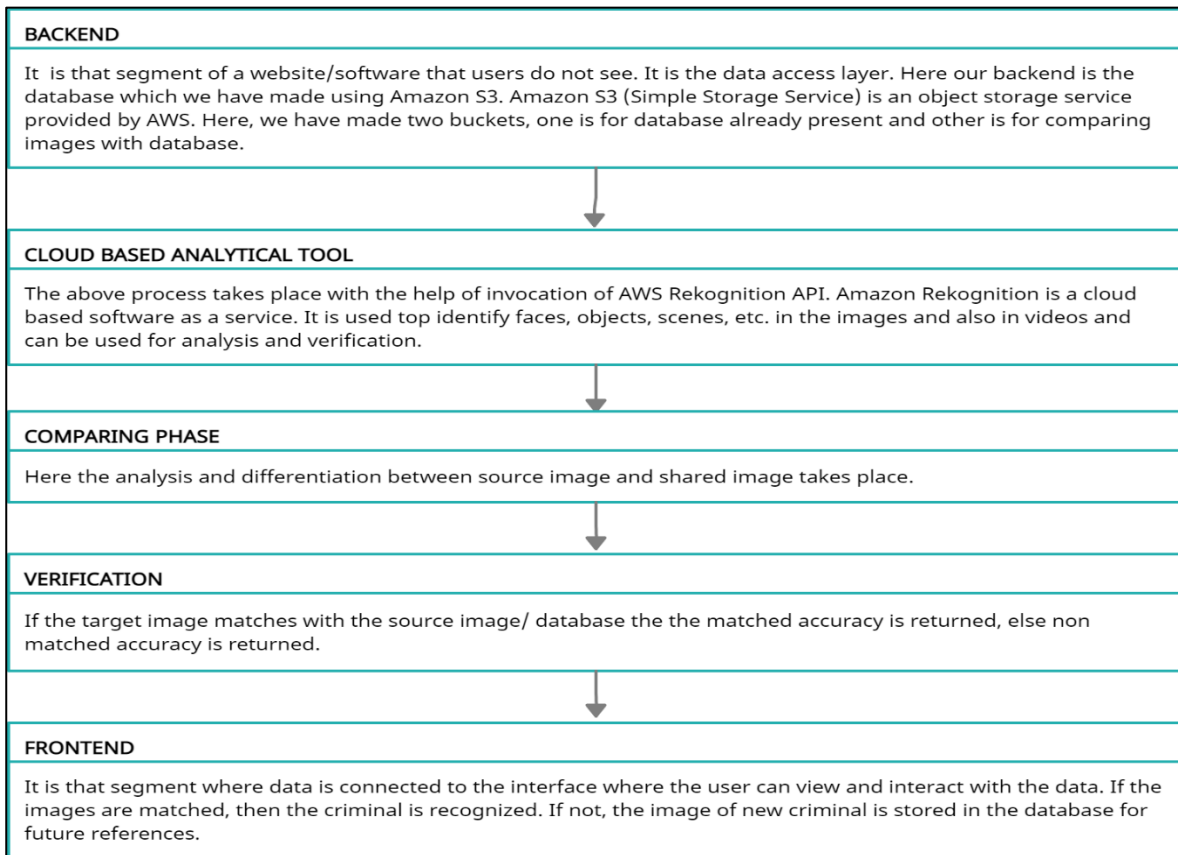 BACKEND
It is that segment of a website/software that users do not see. It is the data access layer. Here our backend is the
database which we have made using Amazon S3. Amazon S3 (Simple Storage Service) is an object storage service
provided by AWS. Here, we have made two buckets, one is for database already present and other is for comparing
images with database.
CLOUD BASED ANALYTICAL TOOL
The above process takes place with the help of invocation of AWS Rekognition API. Amazon Rekognition is a cloud
based software as a service. It is used top identify faces, objects, scenes, etc. in the images and also in videos and
can be used for analysis and verification.
COMPARING PHASE
Here the analysis and differentiation between source image and shared image takes place.
VERIFICATION
If the target image matches with the source image/ database the the matched accuracy is returned, else non
matched accuracy is returned.
FRONTEND
It is that segment where data is connected to the interface where the user can view and interact with the data. If the
images are matched, then the criminal is recognized. If not, the image of new criminal is stored in the database for
future references.